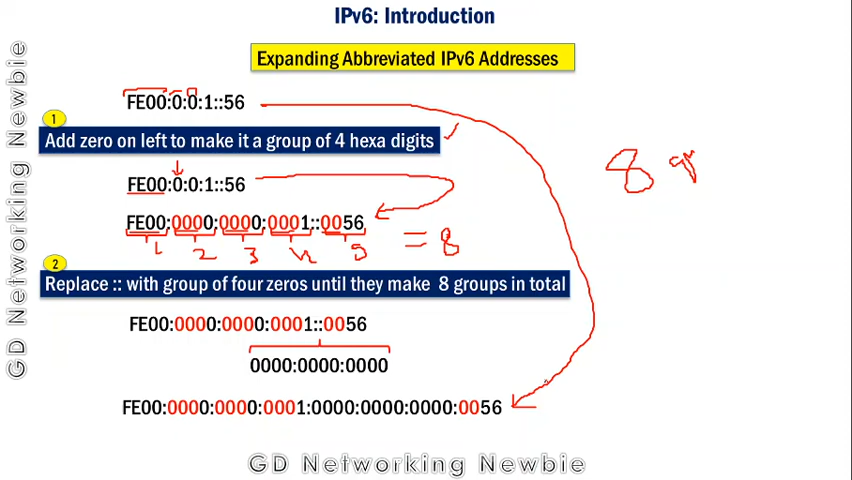 IPv6: Introduction
Expanding Abbreviated IPv6 Addresses
FE00:0:0:1::56
1
Add zero on left to make it a group of 4 hexa digits
FE00:0:0:1::56
FE00:0000:0000:0001::0056
1 2 3 4 5
= 8
2
Replace :: with group of four zeros until they make 8 groups in total
FE00:0000:0000:0001::0056
0000:0000:0000
FE00:0000:0000:0001:0000:0000:0000:0056
8 gr
GD Networking Newbie
GD Networking Newbie